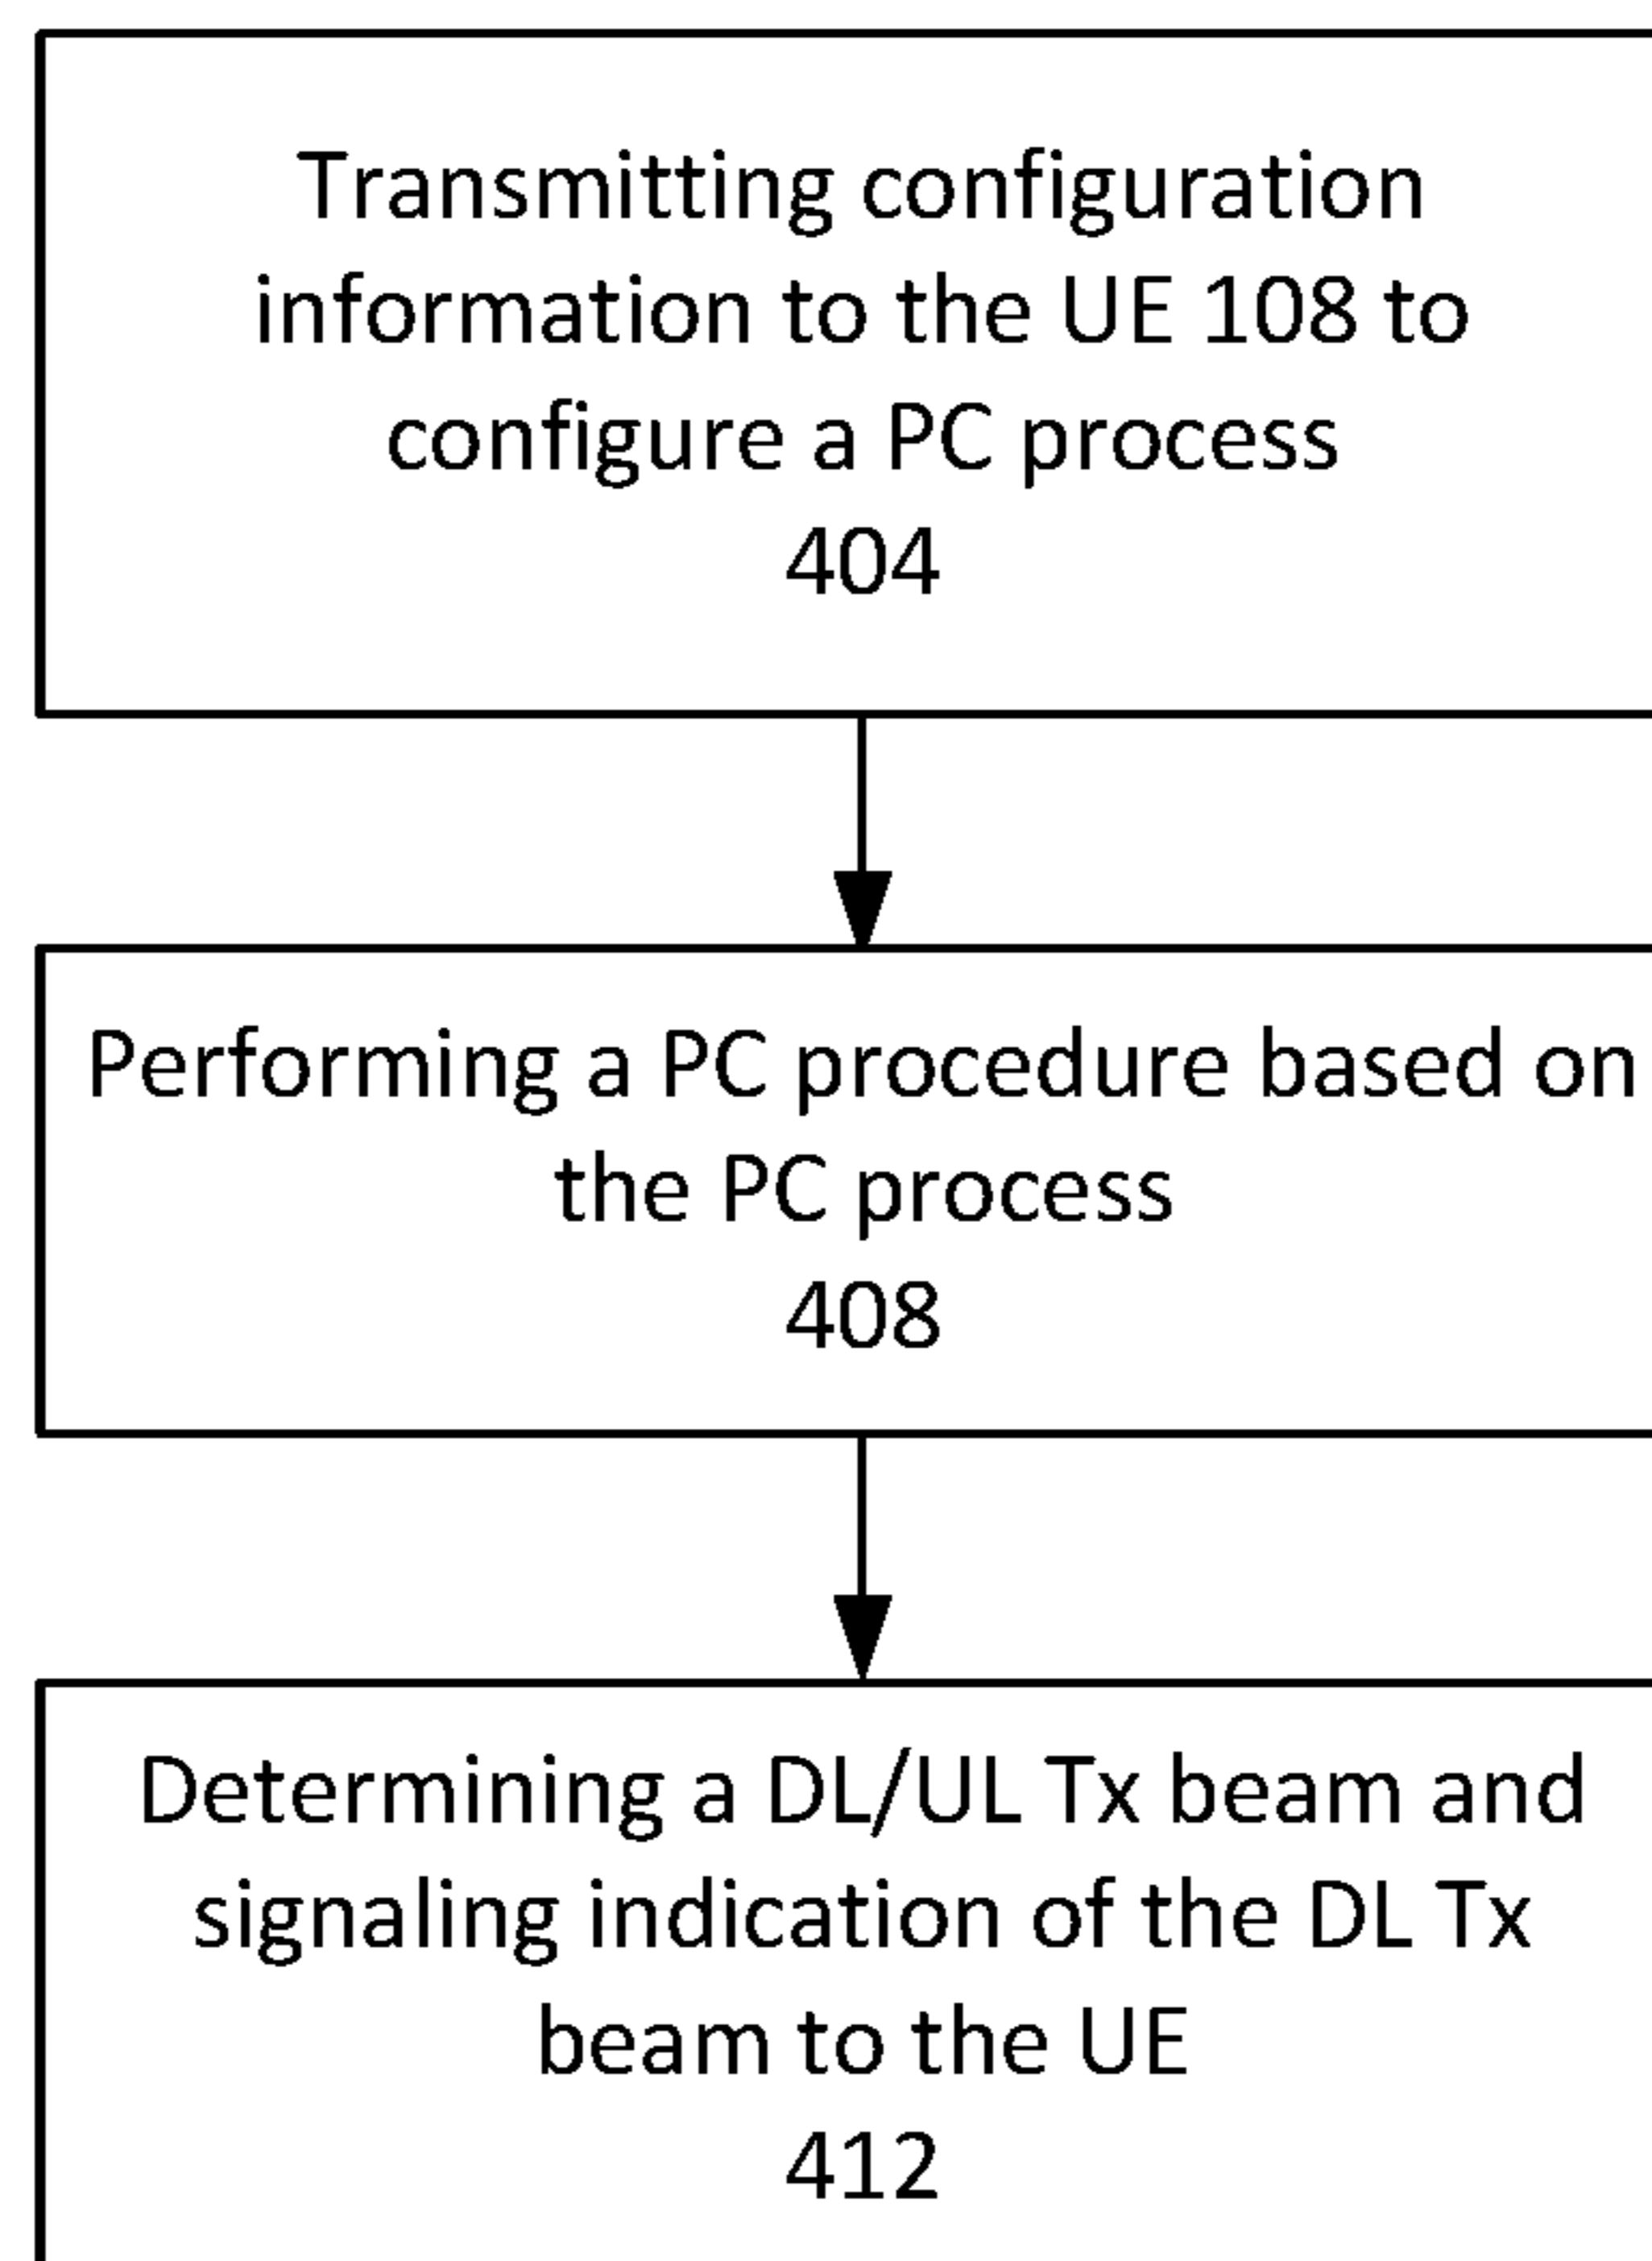 Transmitting configuration
information to the UE 108 to
configure a PC process
404
Performing a PC procedure based on
the PC process
408
Determining a DL/UL Tx beam and
signaling indication of the DL Tx
beam to the UE
412